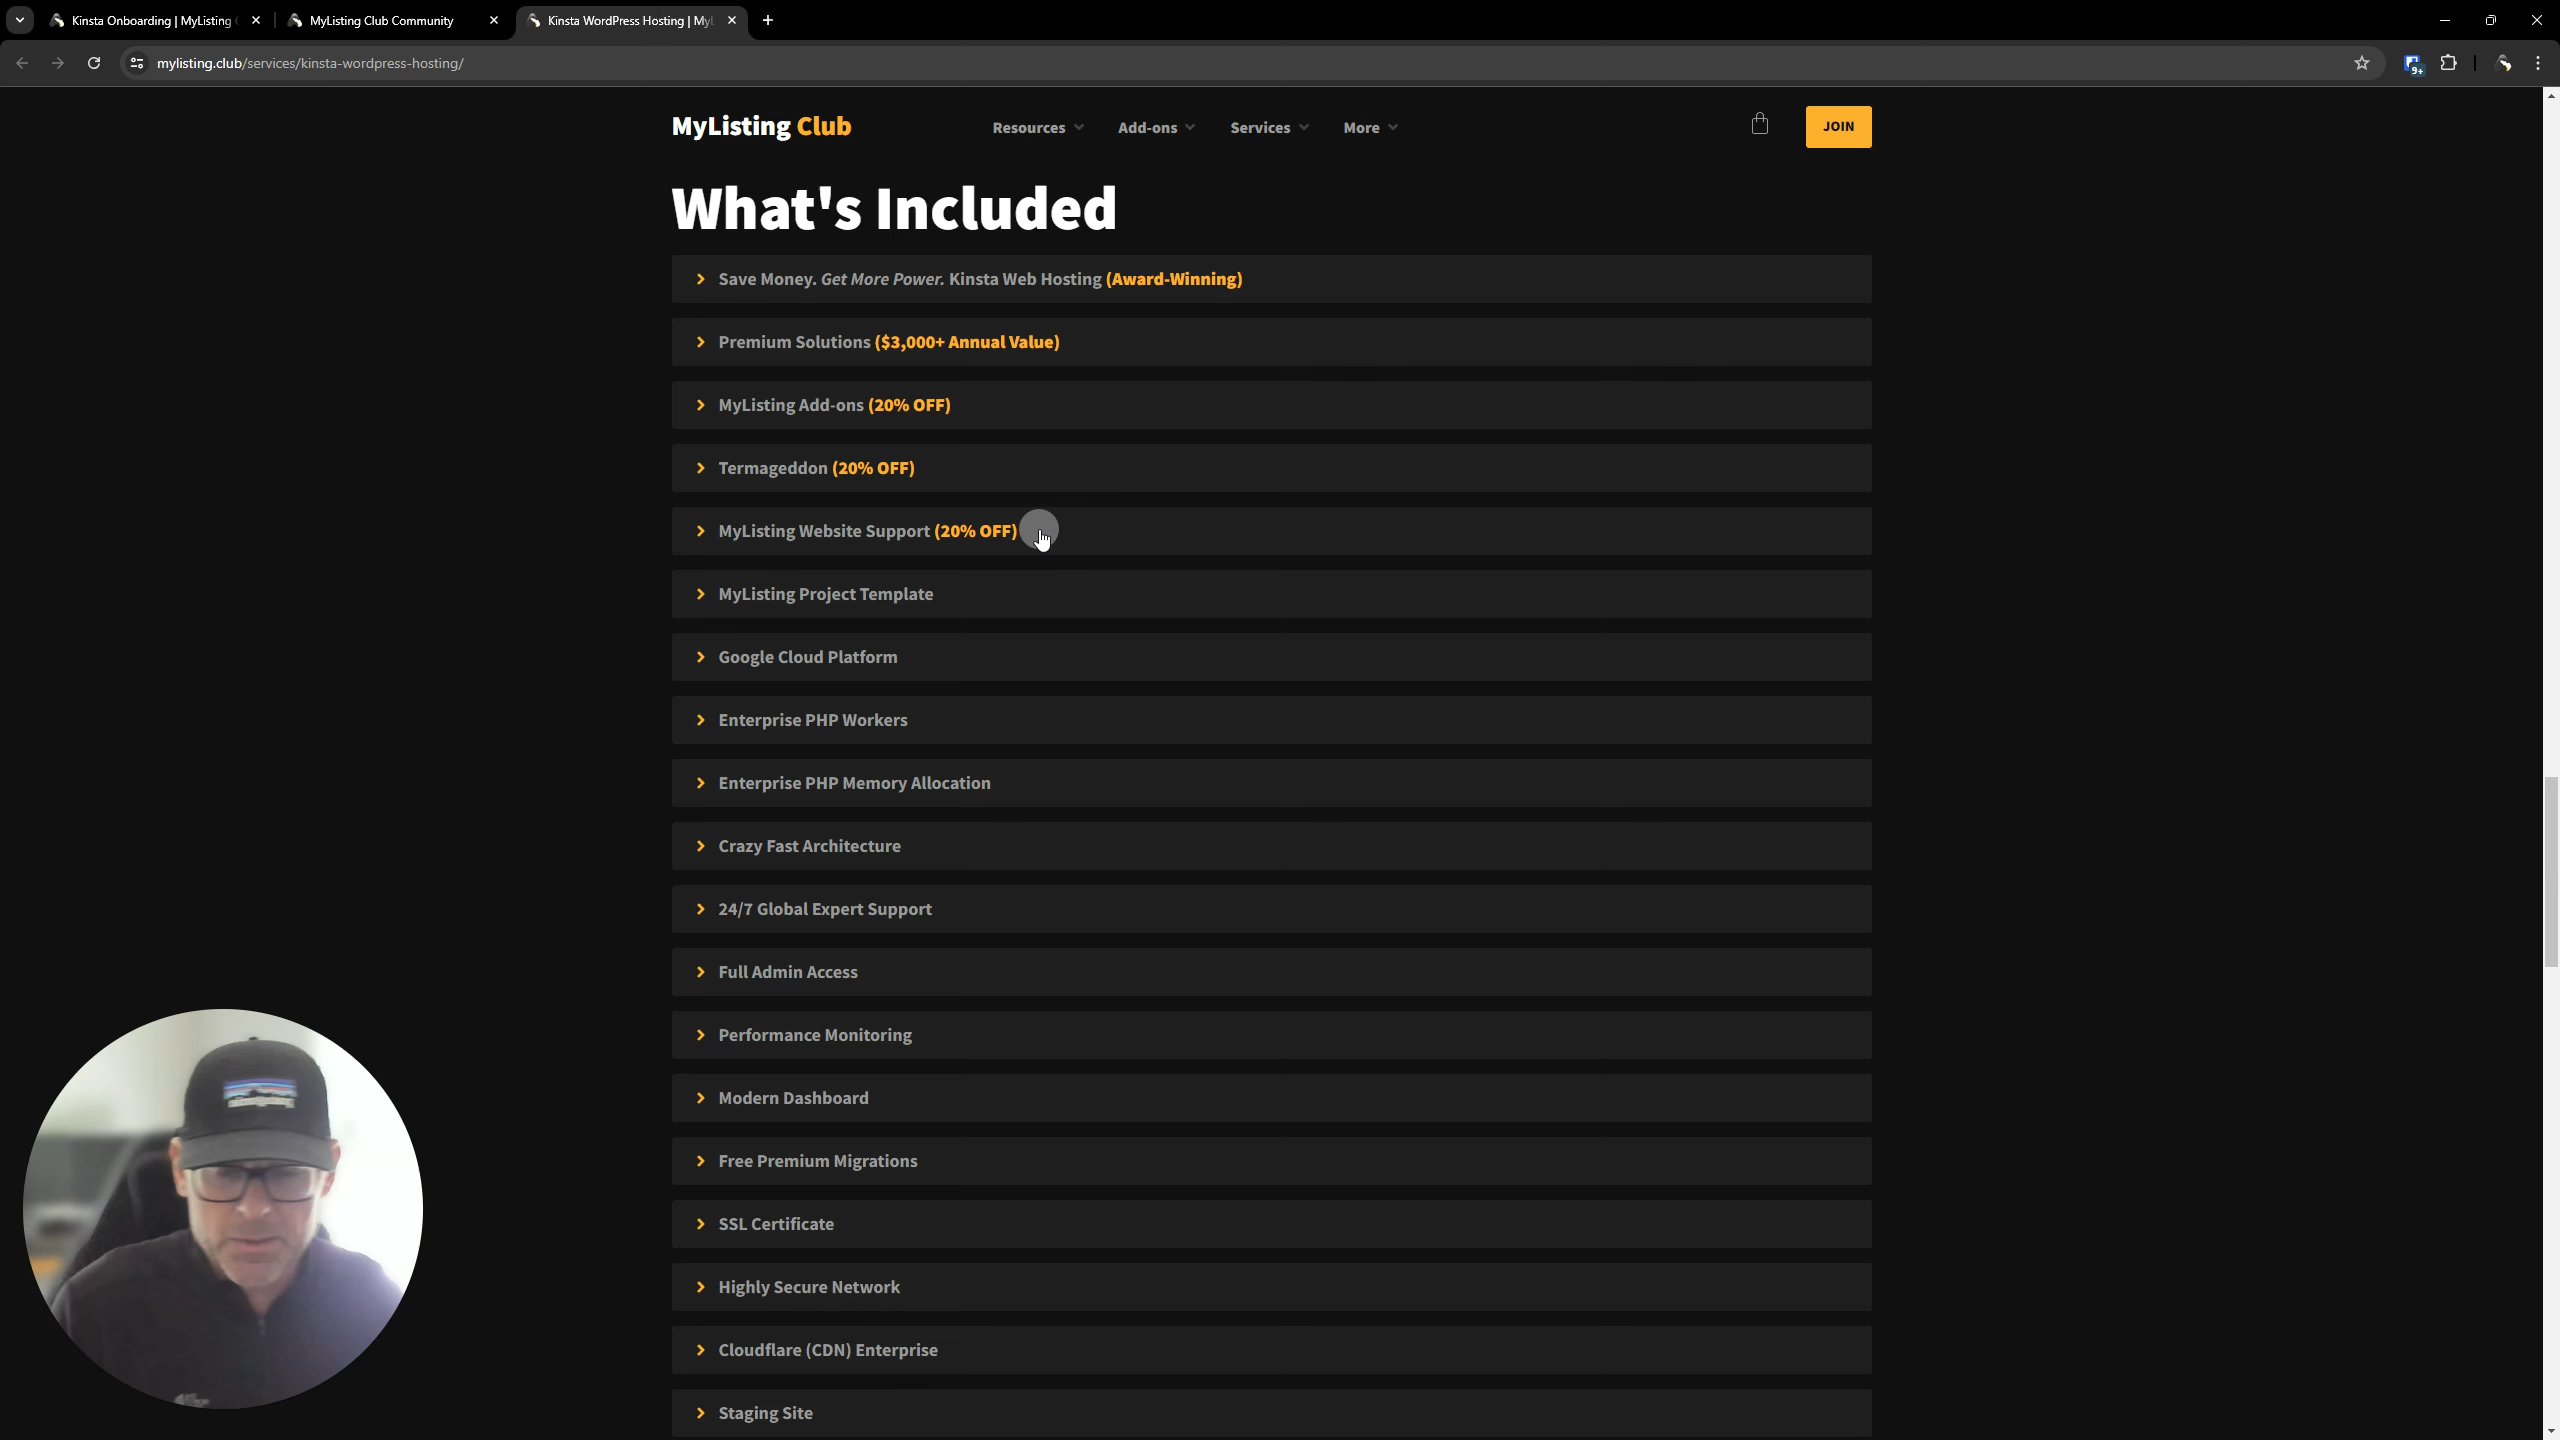 Kinsta Onboarding | MyListing
MyListing Club Community
Kinsta WordPress Hosting | MyL
mylisting.club/services/kinsta-wordpress-hosting/
9+
MyListing Club
Resources
Add-ons
Services
More
JOIN
What's Included
Save Money. Get More Power. Kinsta Web Hosting (Award-Winning)
Premium Solutions ($3,000+ Annual Value)
MyListing Add-ons (20% OFF)
Termageddon (20% OFF)
MyListing Website Support (20% OFF)
MyListing Project Template
Google Cloud Platform
Enterprise PHP Workers
Enterprise PHP Memory Allocation
Crazy Fast Architecture
24/7 Global Expert Support
Full Admin Access
Performance Monitoring
Modern Dashboard
Free Premium Migrations
SSL Certificate
Highly Secure Network
Cloudflare (CDN) Enterprise
Staging Site